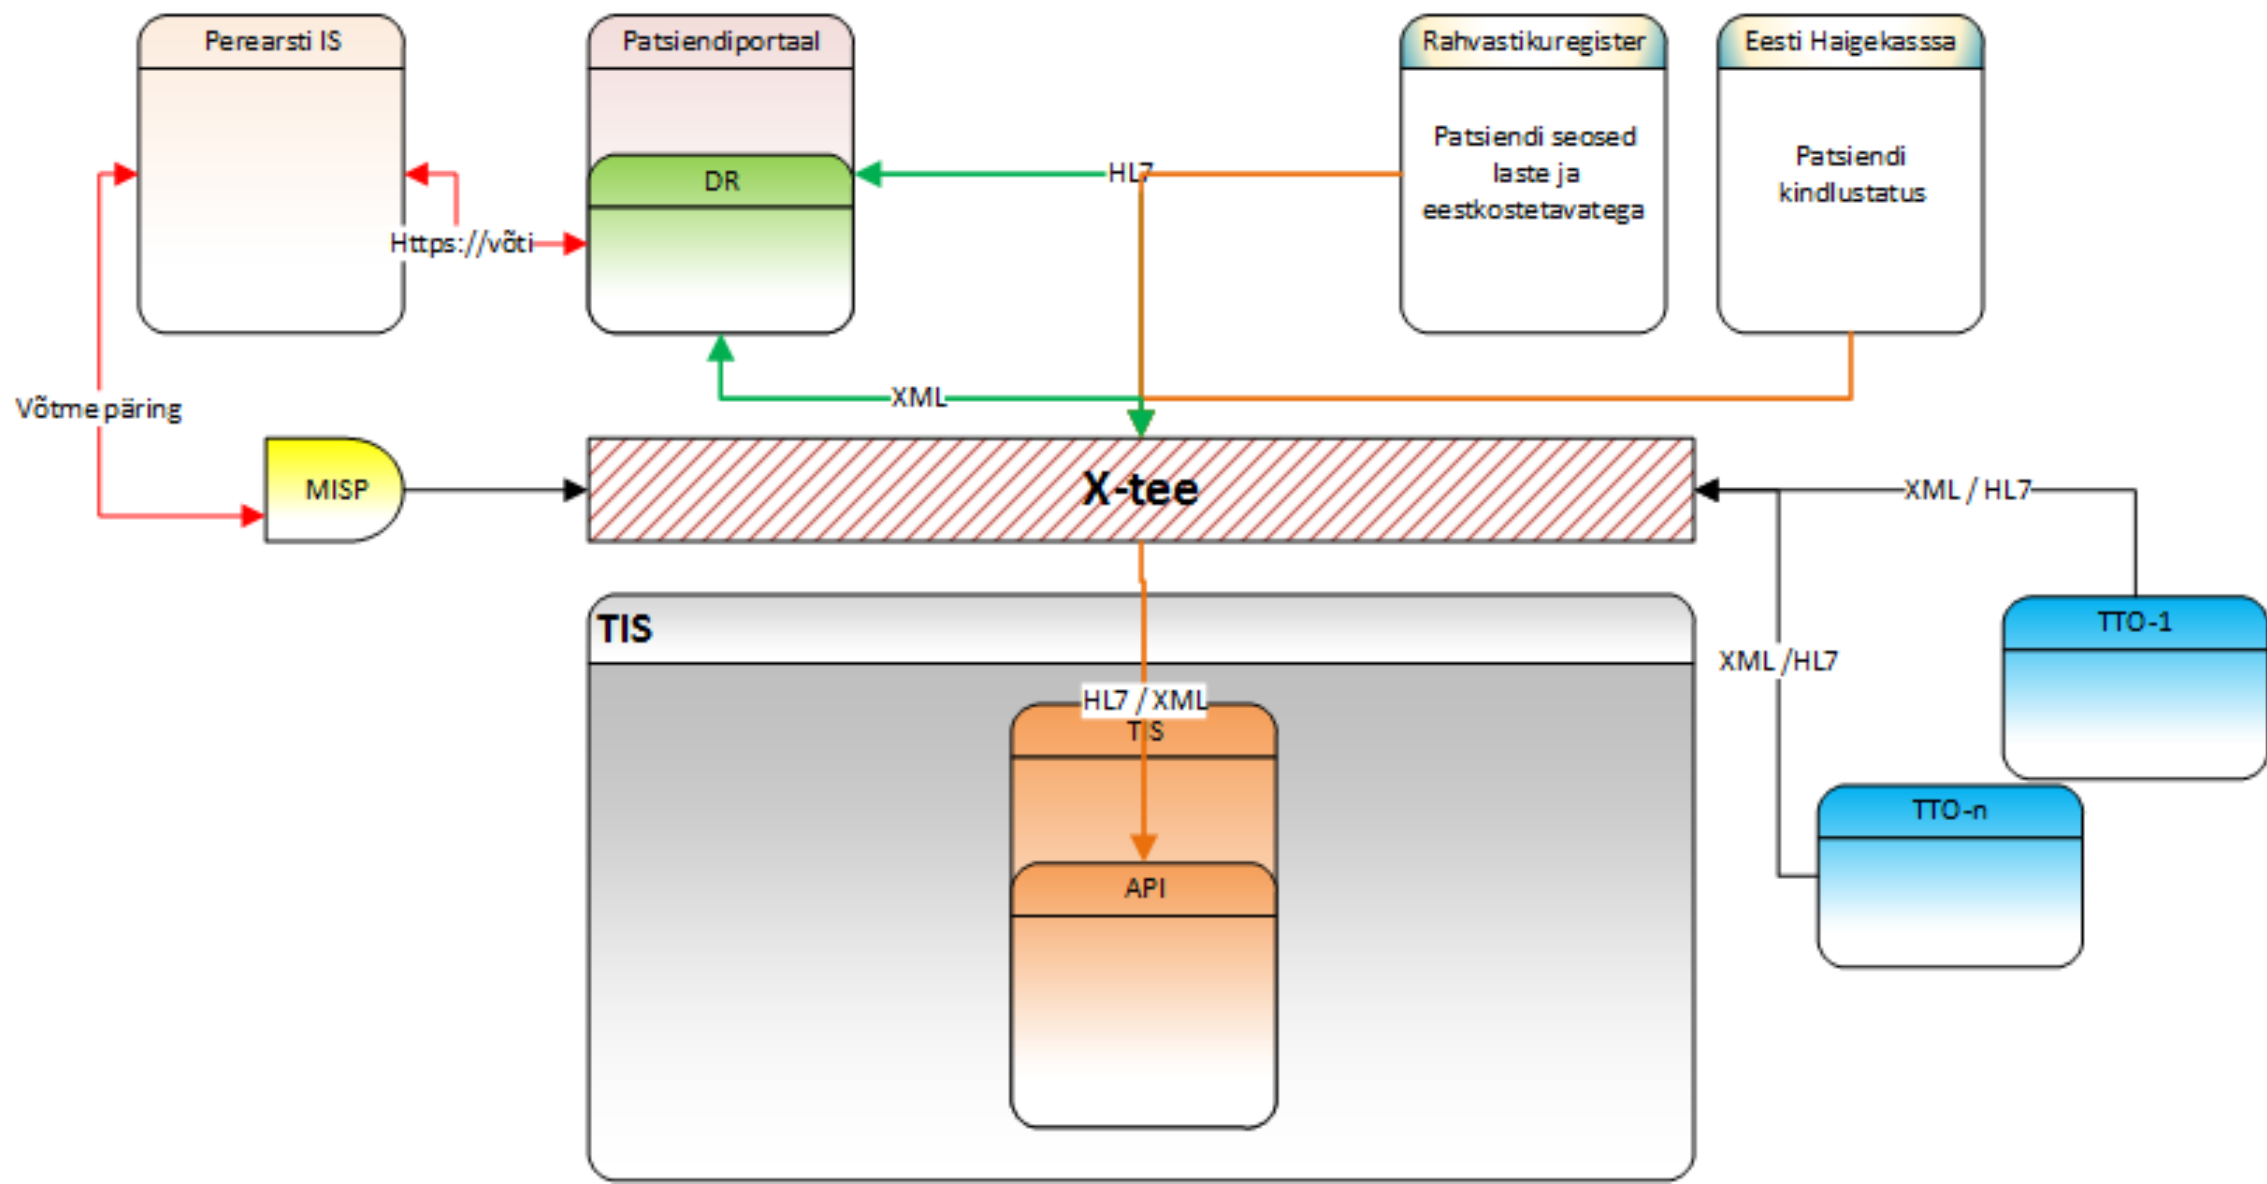 Perearsti IS
Patsiendiportaal
Rahvastikuregister
Eesti Haigekasssa
DR
HL7
Patsiendi seosed
laste ja
eestkostetavatega
Patsiendi
kindlustatus
Https://võti
XML
Võtme päring
MISP
X-tee
XML / HL7
TIS
TTO-1
XML /HL7
HL7 / XML
TIS
TTO-n
API